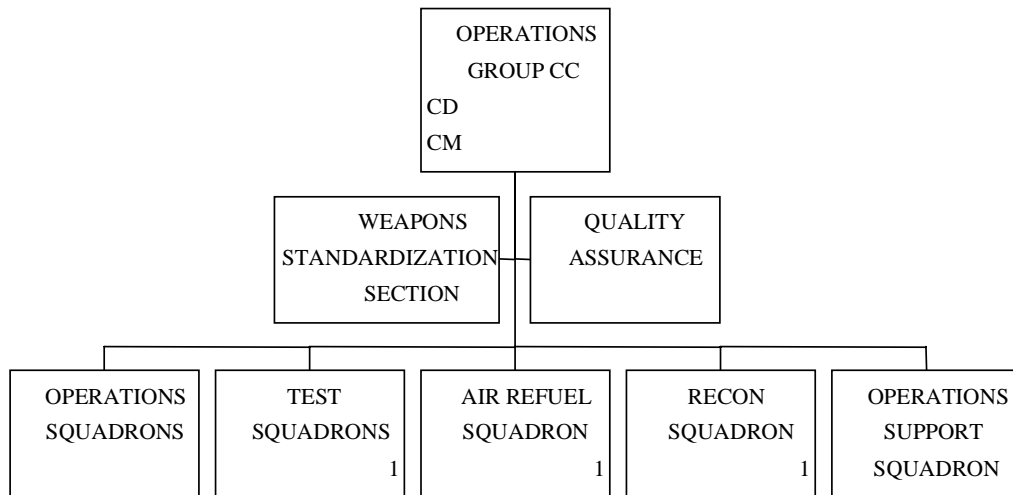 OPERATIONS
GROUP CC
CD
CM
WEAPONS
STANDARDIZATION
SECTION
QUALITY
ASSURANCE
OPERATIONS
SQUADRONS
TEST
SQUADRONS
1
AIR REFUEL
SQUADRON
1
RECON
SQUADRON
1
OPERATIONS
SUPPORT
SQUADRON